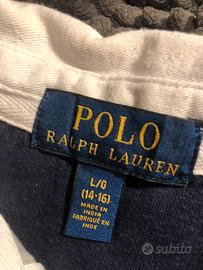 POLO
RALPH LAUREN
L/G
(14-16)
MADE IN
INDIA
FABRIQUÉ EN
INDE
subito